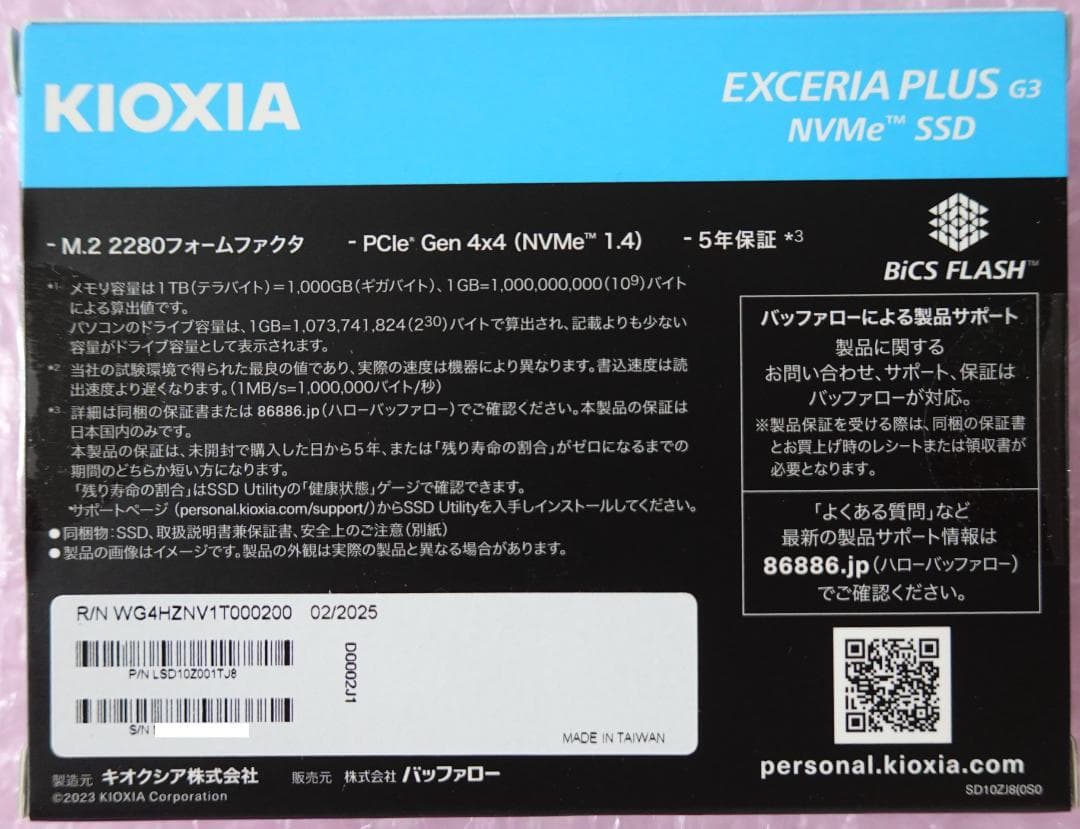 KIOXIA
EXCERIA PLUS G3
NVMe™ SSD
- M.2 2280フォームファクタ - PCIe® Gen 4x4 (NVMe™ 1.4) - 5年保証 *3
BiCS FLASH™
*1 メモリ容量は1TB(テラバイト)=1,000GB(ギガバイト)、1GB=1,000,000,000(10⁹)バイト
による算出値です。
パソコンのドライブ容量は、1GB=1,073,741,824(2³⁰)バイトで算出され、記載よりも少ない
容量がドライブ容量として表示されます。
*2 当社の試験環境で得られた最良の値であり、実際の速度は機器により異なります。書込速度は読
出速度より遅くなります。(1MB/s=1,000,000バイト/秒)
*3 詳細は同梱の保証書または 86886.jp(ハローバッファロー)でご確認ください。本製品の保証は
日本国内のみです。
本製品の保証は、未開封で購入した日から5年、または「残り寿命の割合」がゼロになるまでの
期間のどちらか短い方になります。
「残り寿命の割合」はSSD Utilityの「健康状態」ゲージで確認できます。
*サポートページ (personal.kioxia.com/support/)からSSD Utilityを入手しインストールしてください。
●同梱物:SSD、取扱説明書兼保証書、安全上のご注意(別紙)
●製品の画像はイメージです。製品の外観は実際の製品と異なる場合があります。
バッファローによる製品サポート
製品に関する
お問い合わせ、サポート、保証は
バッファローが対応。
※製品保証を受ける際は、同梱の保証書
とお買上げ時のレシートまたは領収書が
必要となります。
「よくある質問」など
最新の製品サポート情報は
86886.jp(ハローバッファロー)
でご確認ください。
R/N WG4HZNV1T000200 02/2025
P/N LSD10Z001TJ8
D0002J1
S/N
MADE IN TAIWAN
personal.kioxia.com
SD10ZJ8(0S0
製造元 キオクシア株式会社 販売元 株式会社 バッファロー
©2023 KIOXIA Corporation